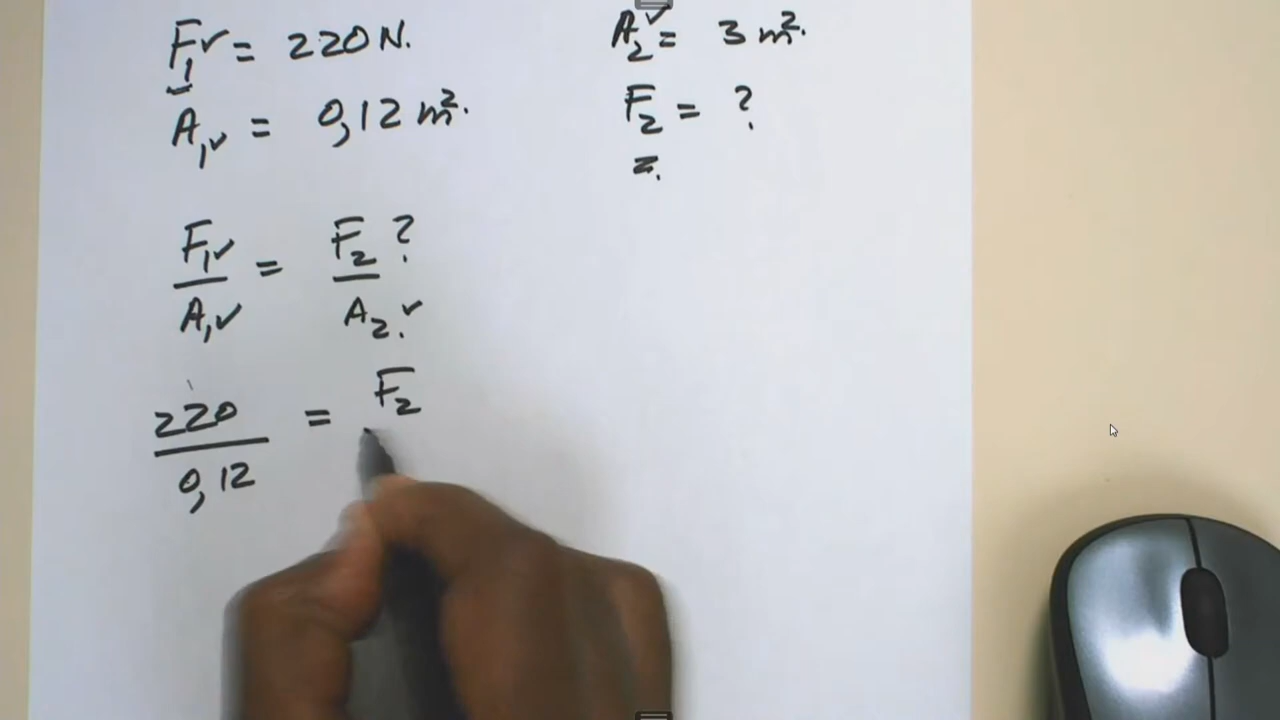 F₁✓ = 220 N.
A₁✓ = 0,12 m².
A₂✓ = 3 m².
F₂ = ?
F₁✓/A₁✓ = F₂?/A₂.✓
220/0,12 = F₂